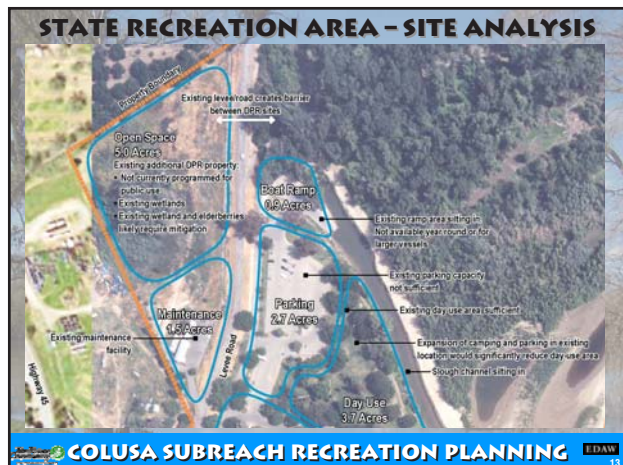 STATE RECREATION AREA – SITE ANALYSIS
Property Boundary
Existing levee/road creates barrier
between DPR sites
Open Space
5.0 Acres
Existing additional DPR property:
• Not currently programmed for
public use
• Existing wetlands
• Existing wetland and elderberries
likely require mitigation
Boat Ramp
0.9 Acres
Existing ramp area silting in
Not available year round or for
larger vessels
Existing parking capacity
not sufficient
Parking
2.7 Acres
Maintenance
1.5 Acres
Existing day use area sufficient
Existing maintenance
facility
Expansion of camping and parking in existing
location would significantly reduce day use area
Levee Road
Highway 45
Slough channel silting in
Day Use
3.7 Acres
COLUSA SUBREACH RECREATION PLANNING
EDAW
13